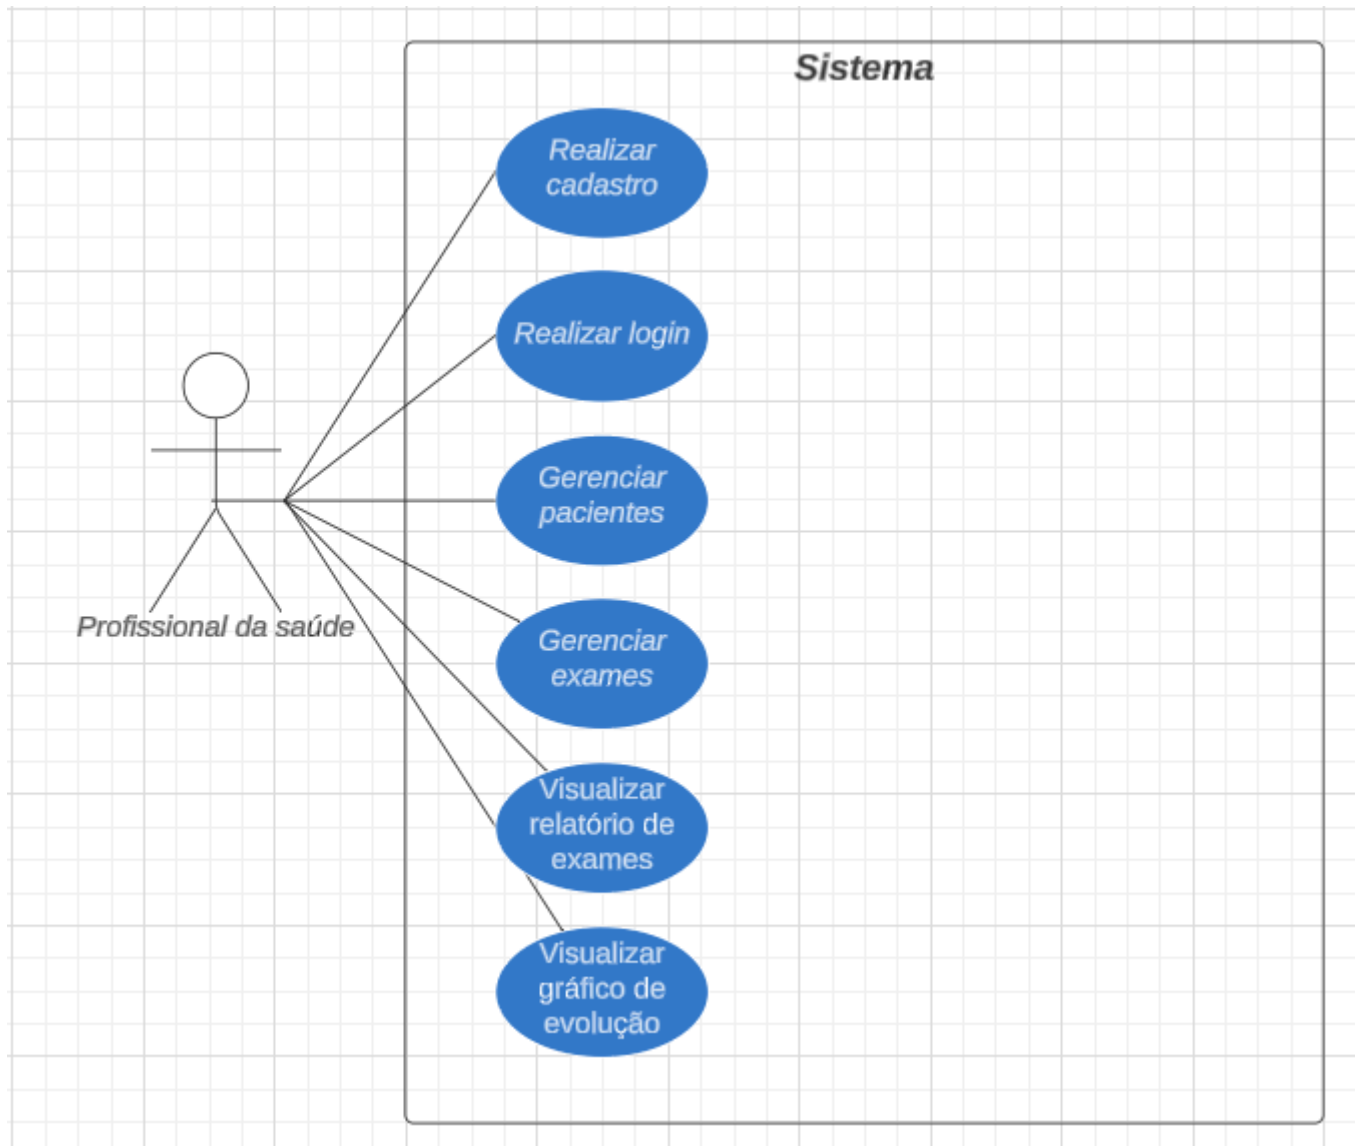 Sistema
Realizar
cadastro
Realizar login
Gerenciar
pacientes
Profissional da saúde
Gerenciar
exames
Visualizar
relatório de
exames
Visualizar
gráfico de
evolução